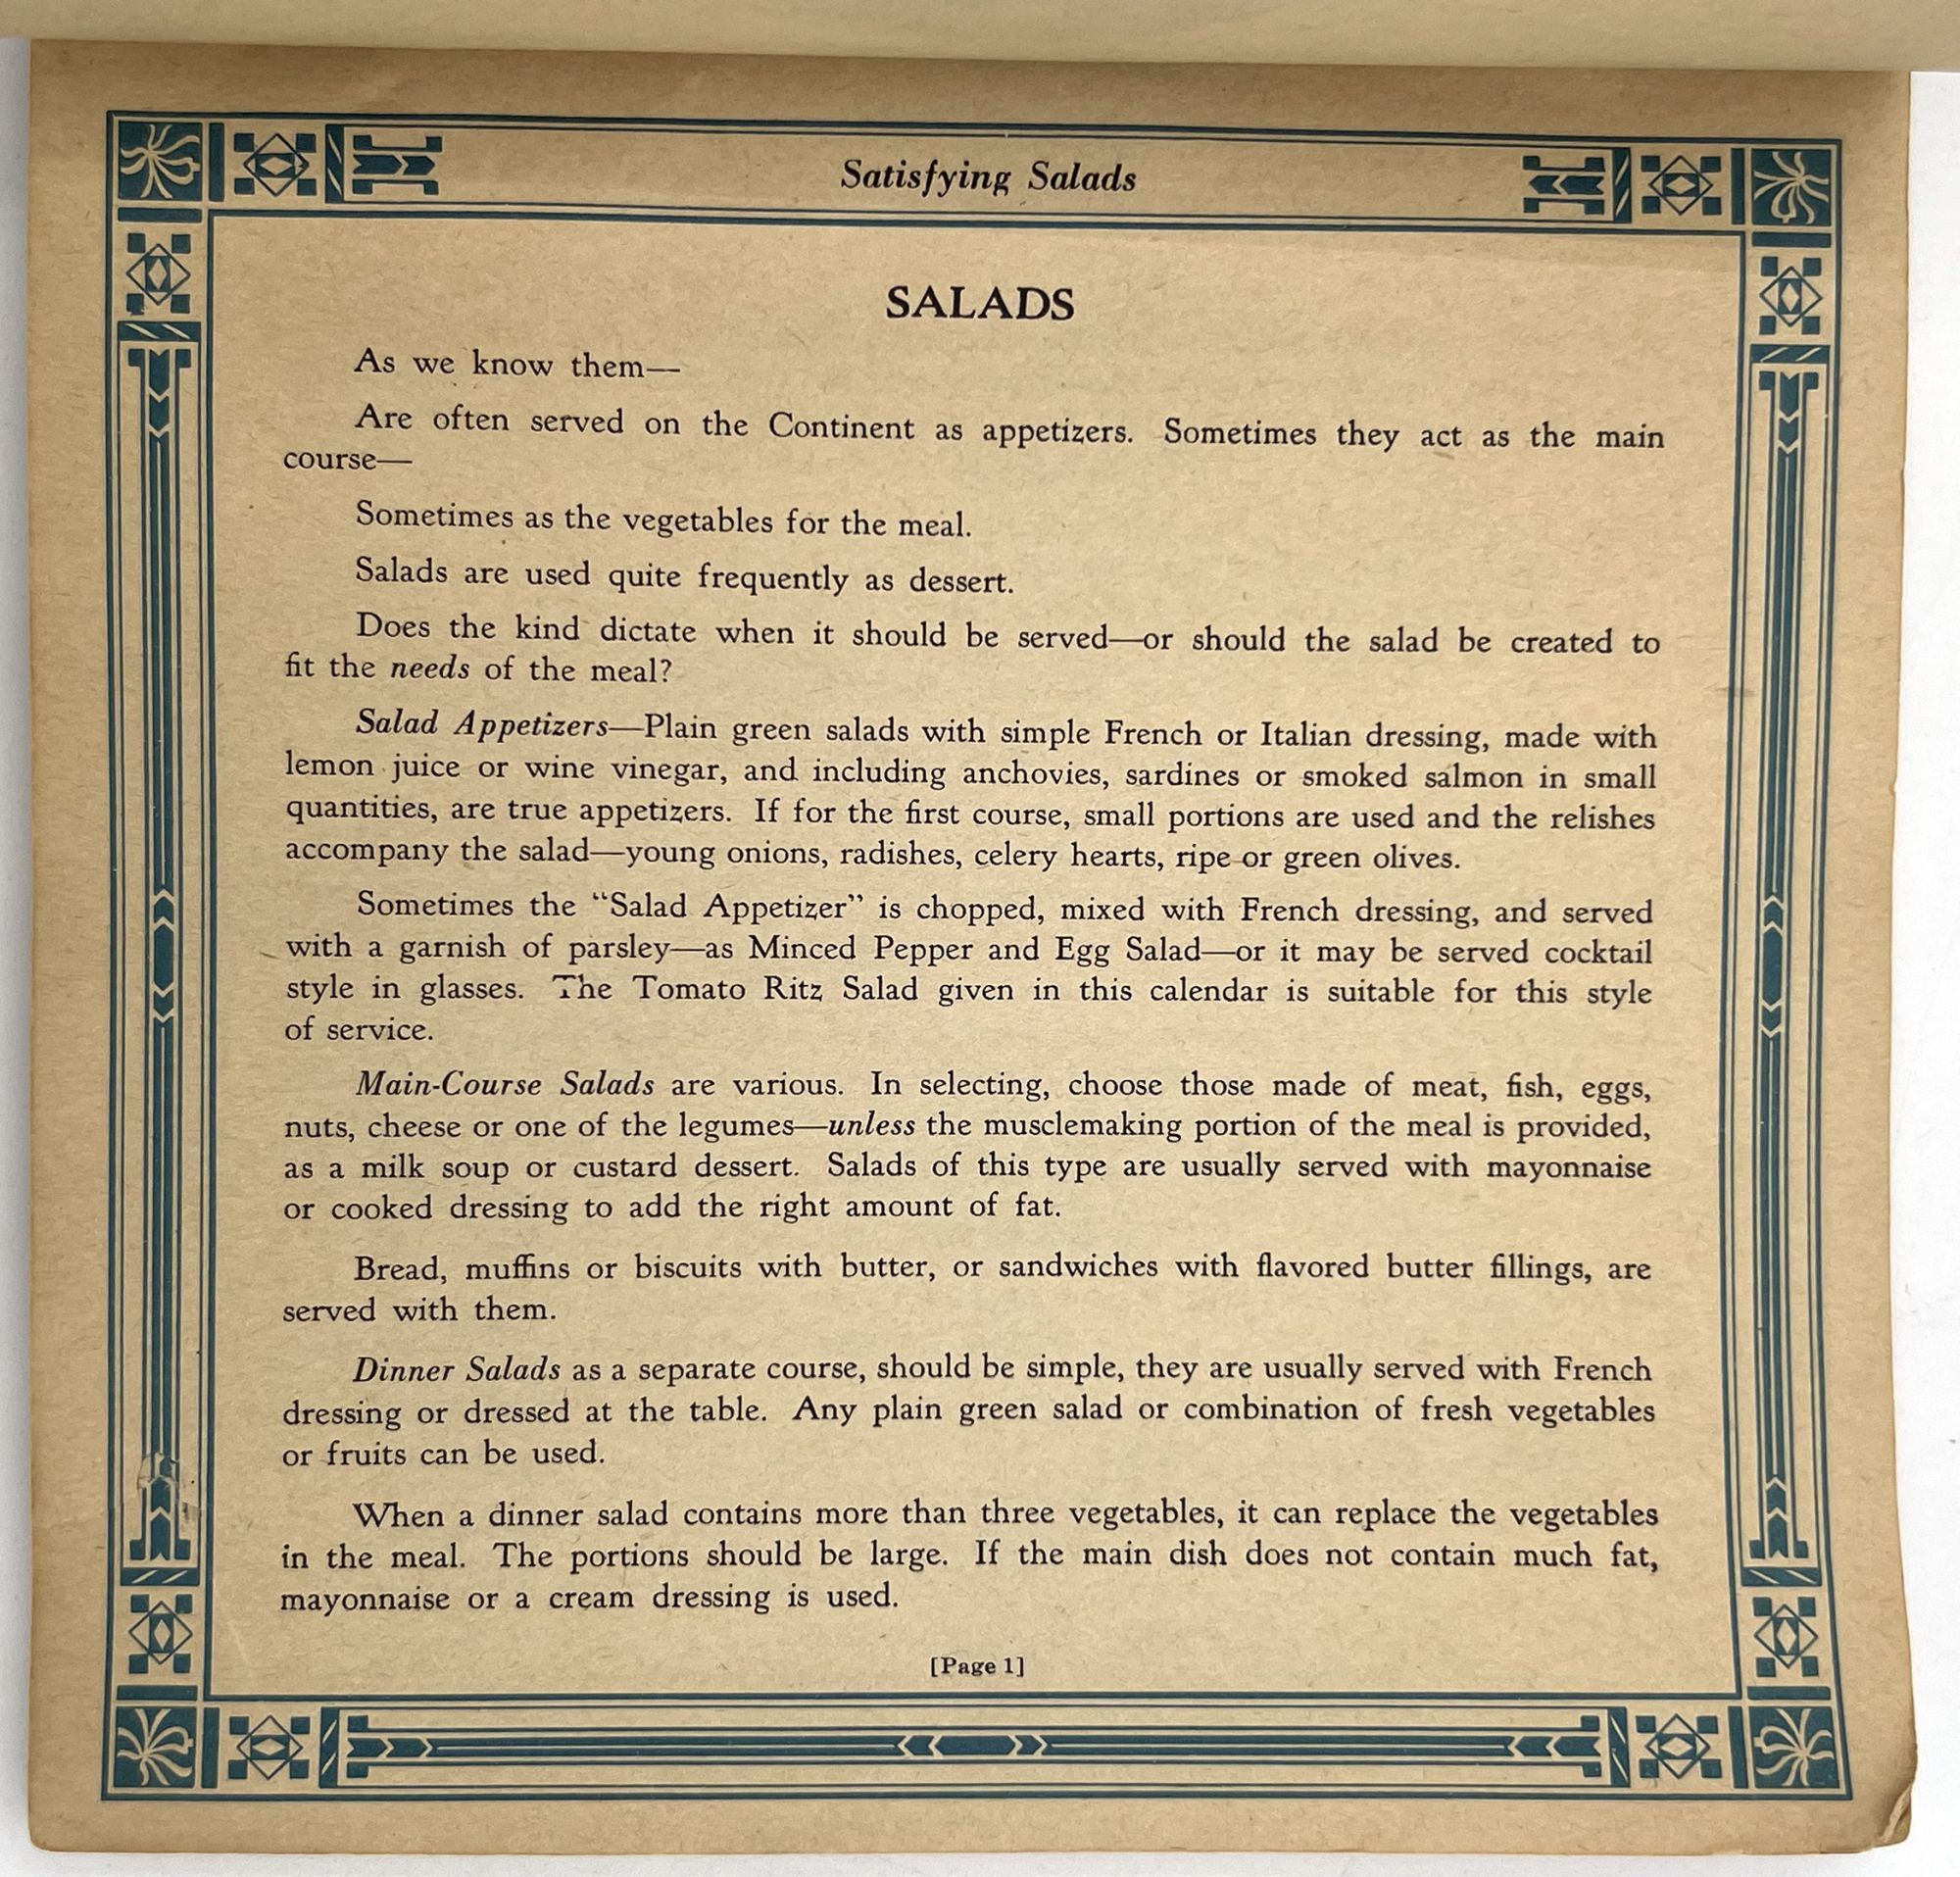 Satisfying Salads
SALADS
As we know them—
Are often served on the Continent as appetizers. Sometimes they act as the main
course—
Sometimes as the vegetables for the meal.
Salads are used quite frequently as dessert.
Does the kind dictate when it should be served—or should the salad be created to
fit the needs of the meal?
Salad Appetizers—Plain green salads with simple French or Italian dressing, made with
lemon juice or wine vinegar, and including anchovies, sardines or smoked salmon in small
quantities, are true appetizers. If for the first course, small portions are used and the relishes
accompany the salad—young onions, radishes, celery hearts, ripe or green olives.
Sometimes the “Salad Appetizer” is chopped, mixed with French dressing, and served
with a garnish of parsley—as Minced Pepper and Egg Salad—or it may be served cocktail
style in glasses. The Tomato Ritz Salad given in this calendar is suitable for this style
of service.
Main-Course Salads are various. In selecting, choose those made of meat, fish, eggs,
nuts, cheese or one of the legumes—unless the musclemaking portion of the meal is provided,
as a milk soup or custard dessert. Salads of this type are usually served with mayonnaise
or cooked dressing to add the right amount of fat.
Bread, muffins or biscuits with butter, or sandwiches with flavored butter fillings, are
served with them.
Dinner Salads as a separate course, should be simple, they are usually served with French
dressing or dressed at the table. Any plain green salad or combination of fresh vegetables
or fruits can be used.
When a dinner salad contains more than three vegetables, it can replace the vegetables
in the meal. The portions should be large. If the main dish does not contain much fat,
mayonnaise or a cream dressing is used.
[Page 1]